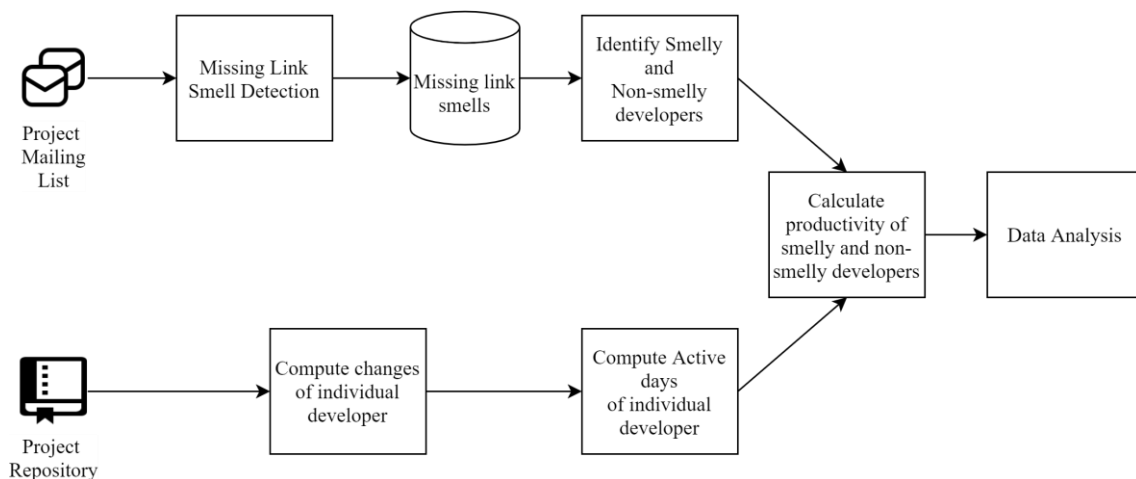 Project
Mailing
List
Missing Link
Smell Detection
Missing link
smells
Identify Smelly
and
Non-smelly
developers
Calculate
productivity of
smelly and non-
smelly developers
Data Analysis
Project
Repository
Compute changes
of individual
developer
Compute Active
days
of individual
developer